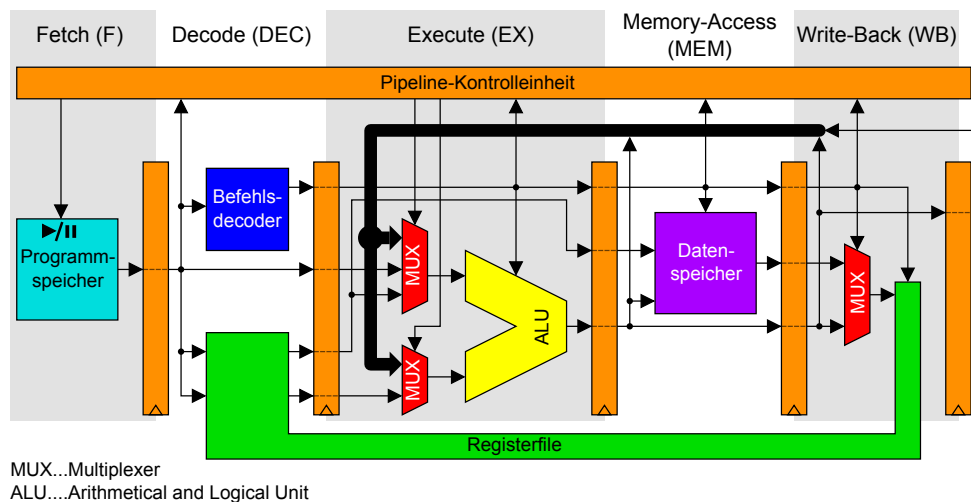 Fetch (F)
Decode (DEC)
Execute (EX)
Memory-Access
(MEM)
Write-Back (WB)
Pipeline-Kontrolleinheit
Befehls-
decoder
Programm-
speicher
MUX
MUX
ALU
Daten-
speicher
MUX
Registerfile
MUX...Multiplexer
ALU....Arithmetical and Logical Unit